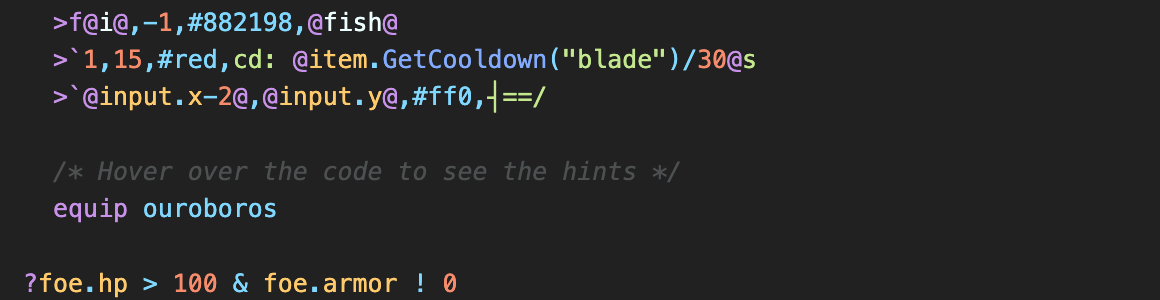 >f@i@,-1,#882198,@fish@
>`1,15,#red,cd: @item.GetCooldown("blade")/30@s
>`@input.x-2@,@input.y@,#ff0,┤==/
/* Hover over the code to see the hints */
equip ouroboros
?foe.hp > 100 & foe.armor ! 0